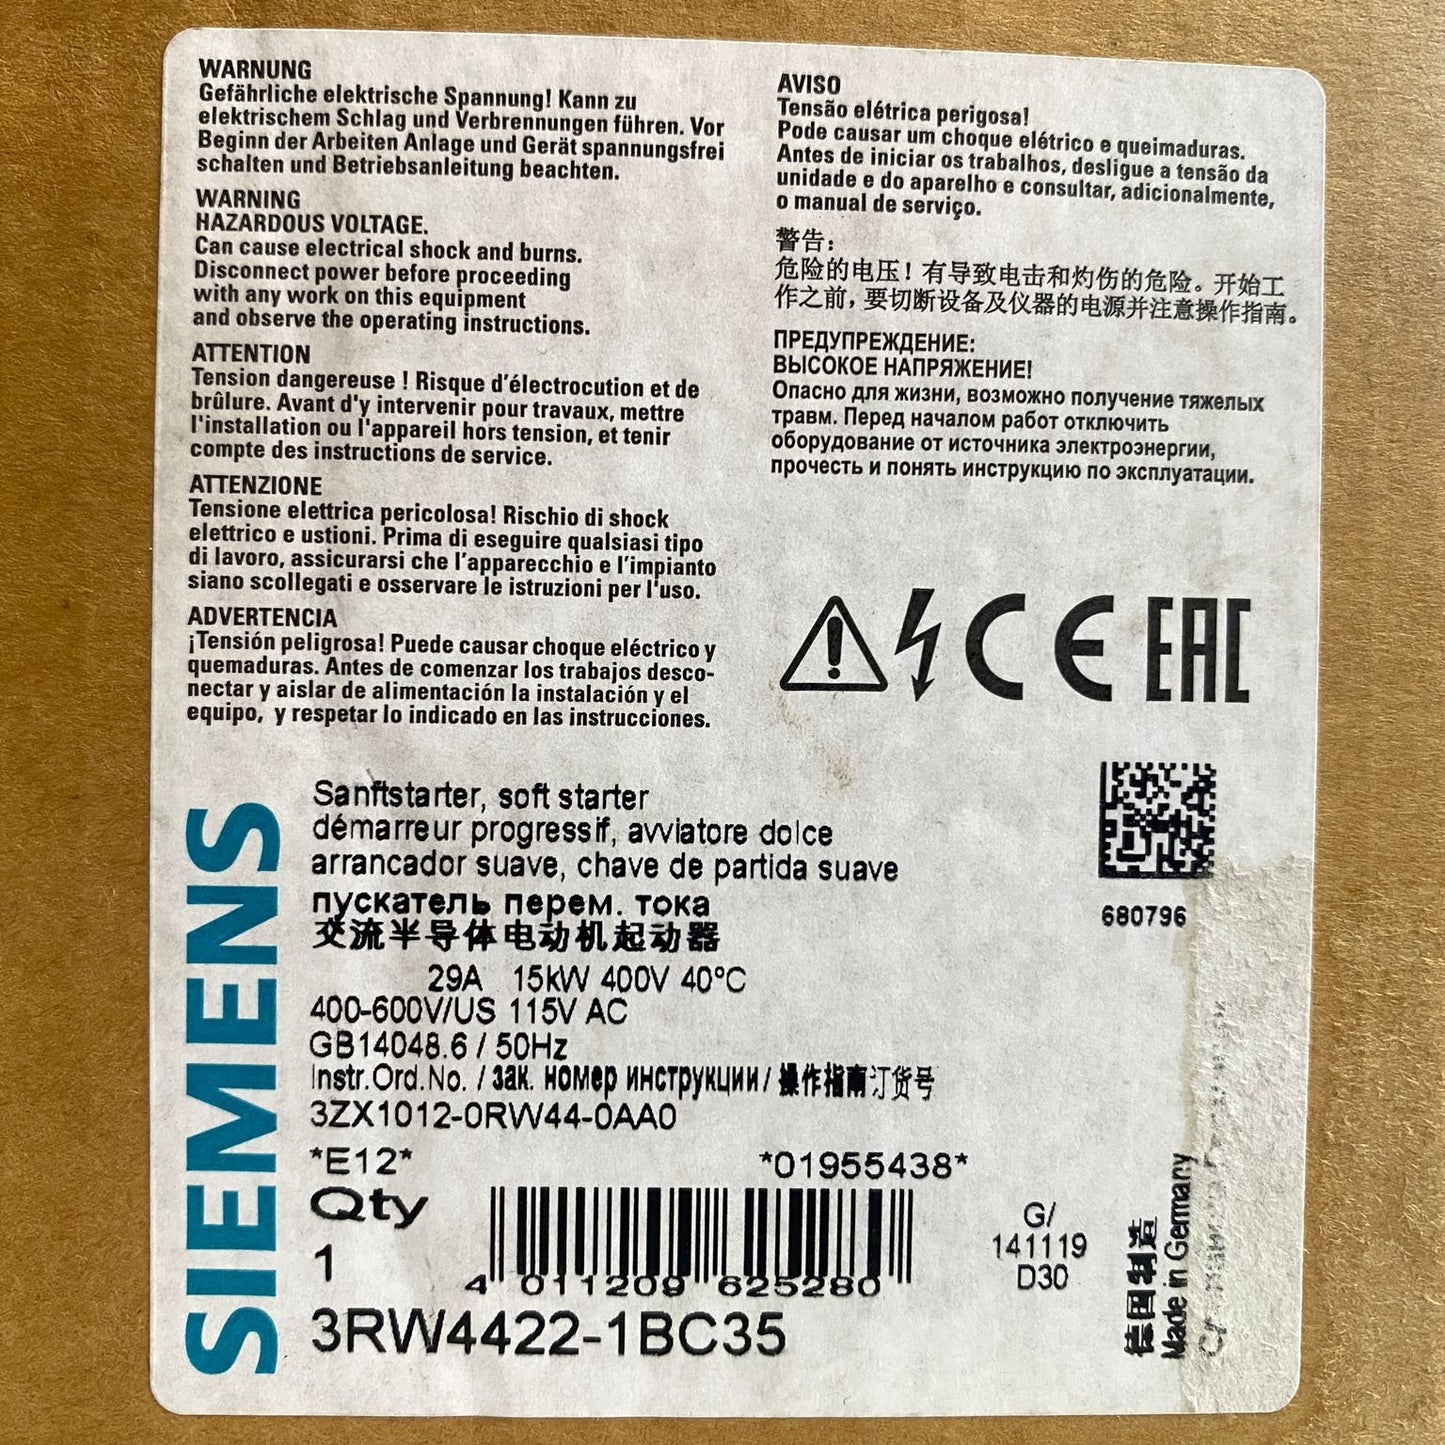 WARNUNG
Gefährliche elektrische Spannung! Kann zu
elektrischem Schlag und Verbrennungen führen. Vor
Beginn der Arbeiten Anlage und Gerät spannungsfrei
schalten und Betriebsanleitung beachten.
WARNING
HAZARDOUS VOLTAGE.
Can cause electrical shock and burns.
Disconnect power before proceeding
with any work on this equipment
and observe the operating instructions.
ATTENTION
Tension dangereuse ! Risque d'électrocution et de
brûlure. Avant d'y intervenir pour travaux, mettre
l'installation ou l'appareil hors tension, et tenir
compte des instructions de service.
ATTENZIONE
Tensione elettrica pericolosa! Rischio di shock
elettrico e ustioni. Prima di eseguire qualsiasi tipo
di lavoro, assicurarsi che l'apparecchio e l'impianto
siano scollegati e osservare le istruzioni per l'uso.
ADVERTENCIA
¡Tensión peligrosa! Puede causar choque eléctrico y
quemaduras. Antes de comenzar los trabajos desco-
nectar y aislar de alimentación la instalación y el
equipo, y respetar lo indicado en las instrucciones.
AVISO
Tensão elétrica perigosa!
Pode causar um choque elétrico e queimaduras.
Antes de iniciar os trabalhos, desligue a tensão da
unidade e do aparelho e consultar, adicionalmente,
o manual de serviço.
警告:
危险的电压！有导致电击和灼伤的危险。开始工
作之前，要切断设备及仪器的电源并注意操作指南。
ПРЕДУПРЕЖДЕНИЕ:
ВЫСОКОЕ НАПРЯЖЕНИЕ!
Опасно для жизни, возможно получение тяжелых
травм. Перед началом работ отключить
оборудование от источника электроэнергии,
прочесть и понять инструкцию по эксплуатации.
CE EAC
680796
SIEMENS
Sanftstarter, soft starter
démarreur progressif, avviatore dolce
arrancador suave, chave de partida suave
пускатель перем. тока
交流半导体电动机起动器
29A 15kW 400V 40°C
400-600V/US 115V AC
GB14048.6 / 50Hz
Instr.Ord.No. / зак. номер инструкции / 操作指南订货号
3ZX1012-0RW44-0AA0
*E12* *01955438*
Qty
1
4 011209 625280
3RW4422-1BC35
G/
141119
D30
德国制造
Made in Germany